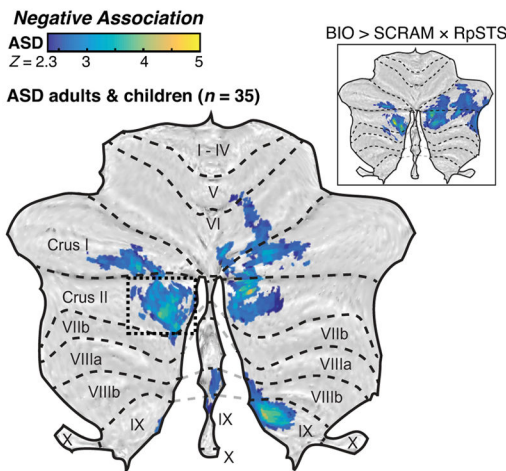 Negative Association
ASD
Z = 2.3 3 4 5
BIO > SCRAM × RpSTS
ASD adults & children (n = 35)
I - IV
V
VI
Crus I
Crus II
VIIb VIIb
VIIIa VIIIa
VIIIb VIIIb
IX IX IX
X X X